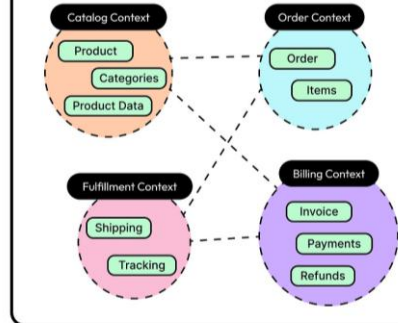 Catalog Context
Product
Categories
Product Data
Order Context
Order
Items
Fulfillment Context
Shipping
Tracking
Billing Context
Invoice
Payments
Refunds